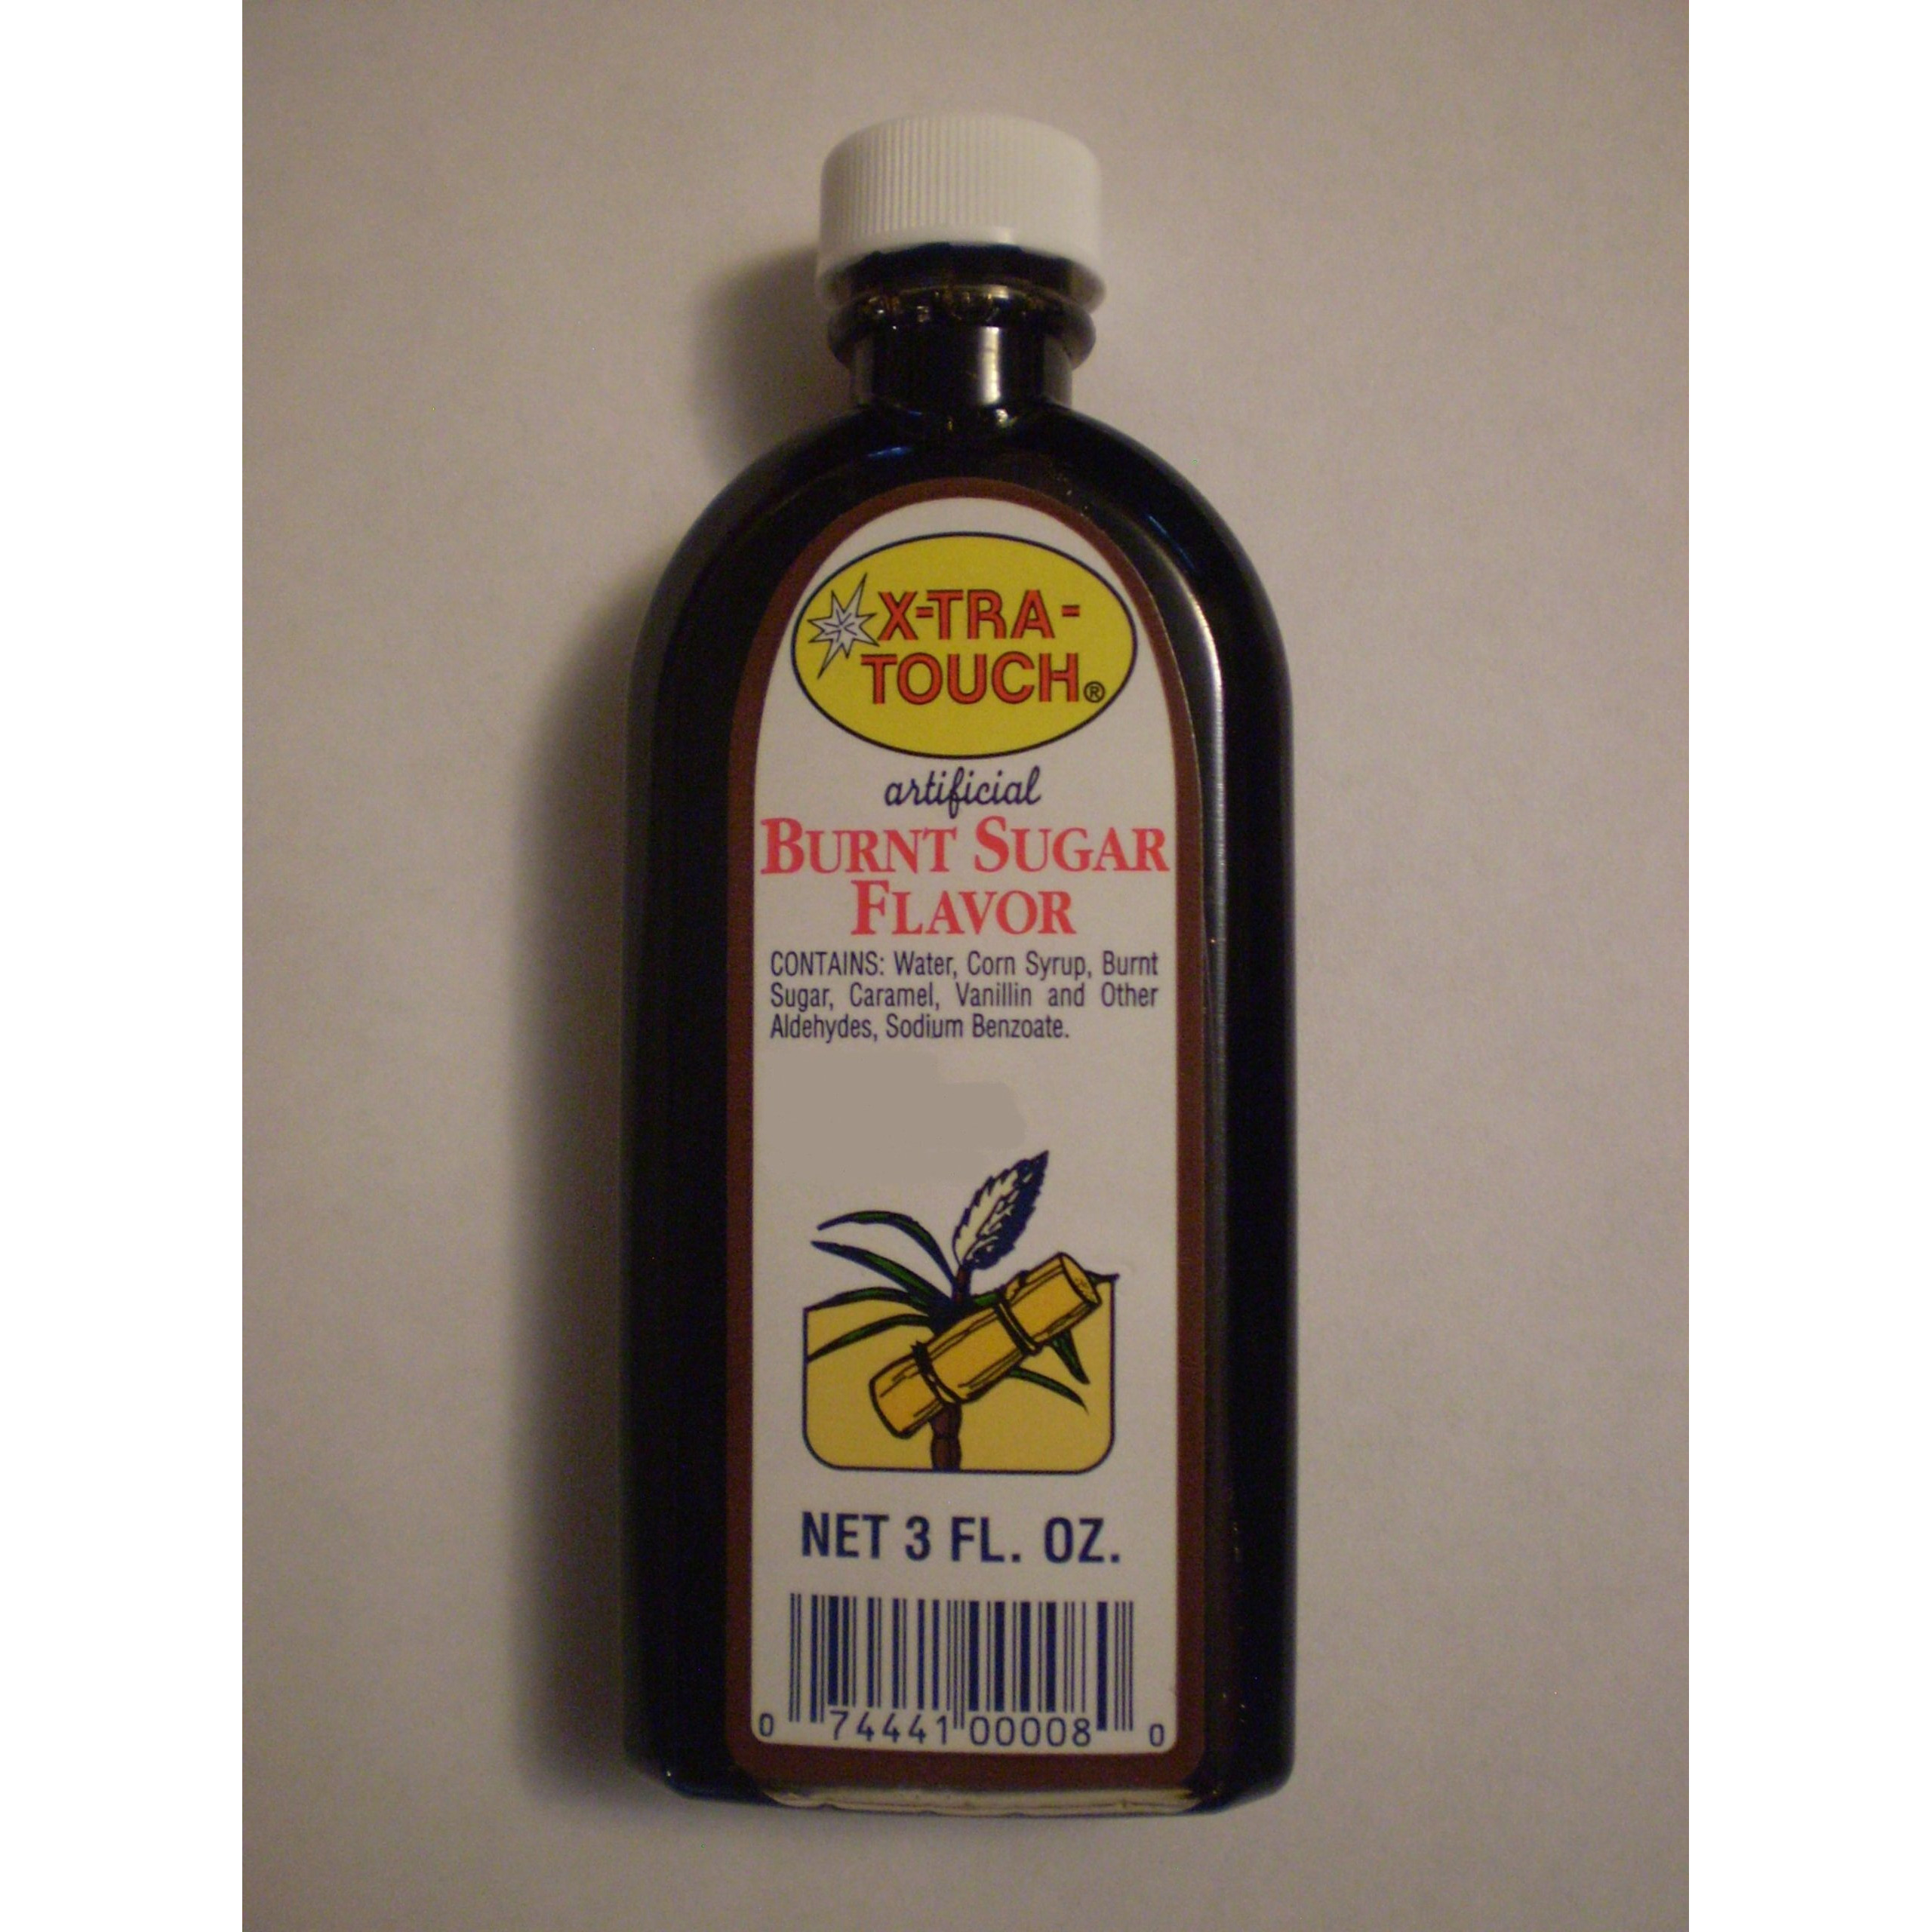 X-TRA-
TOUCH®
artificial
BURNT SUGAR
FLAVOR
CONTAINS: Water, Corn Syrup, Burnt
Sugar, Caramel, Vanillin and Other
Aldehydes, Sodium Benzoate.
NET 3 FL. OZ.
0 74441 00008 0